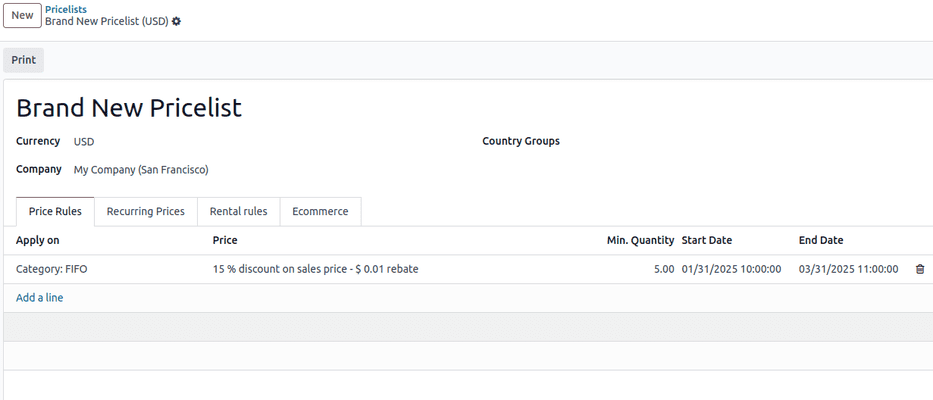 New
Pricelists
Brand New Pricelist (USD)
Print
Brand New Pricelist
Currency USD
Country Groups
Company My Company (San Francisco)
Price Rules Recurring Prices Rental rules Ecommerce
Apply on Price Min. Quantity Start Date End Date
Category: FIFO 15 % discount on sales price - $ 0.01 rebate 5.00 01/31/2025 10:00:00 03/31/2025 11:00:00
Add a line